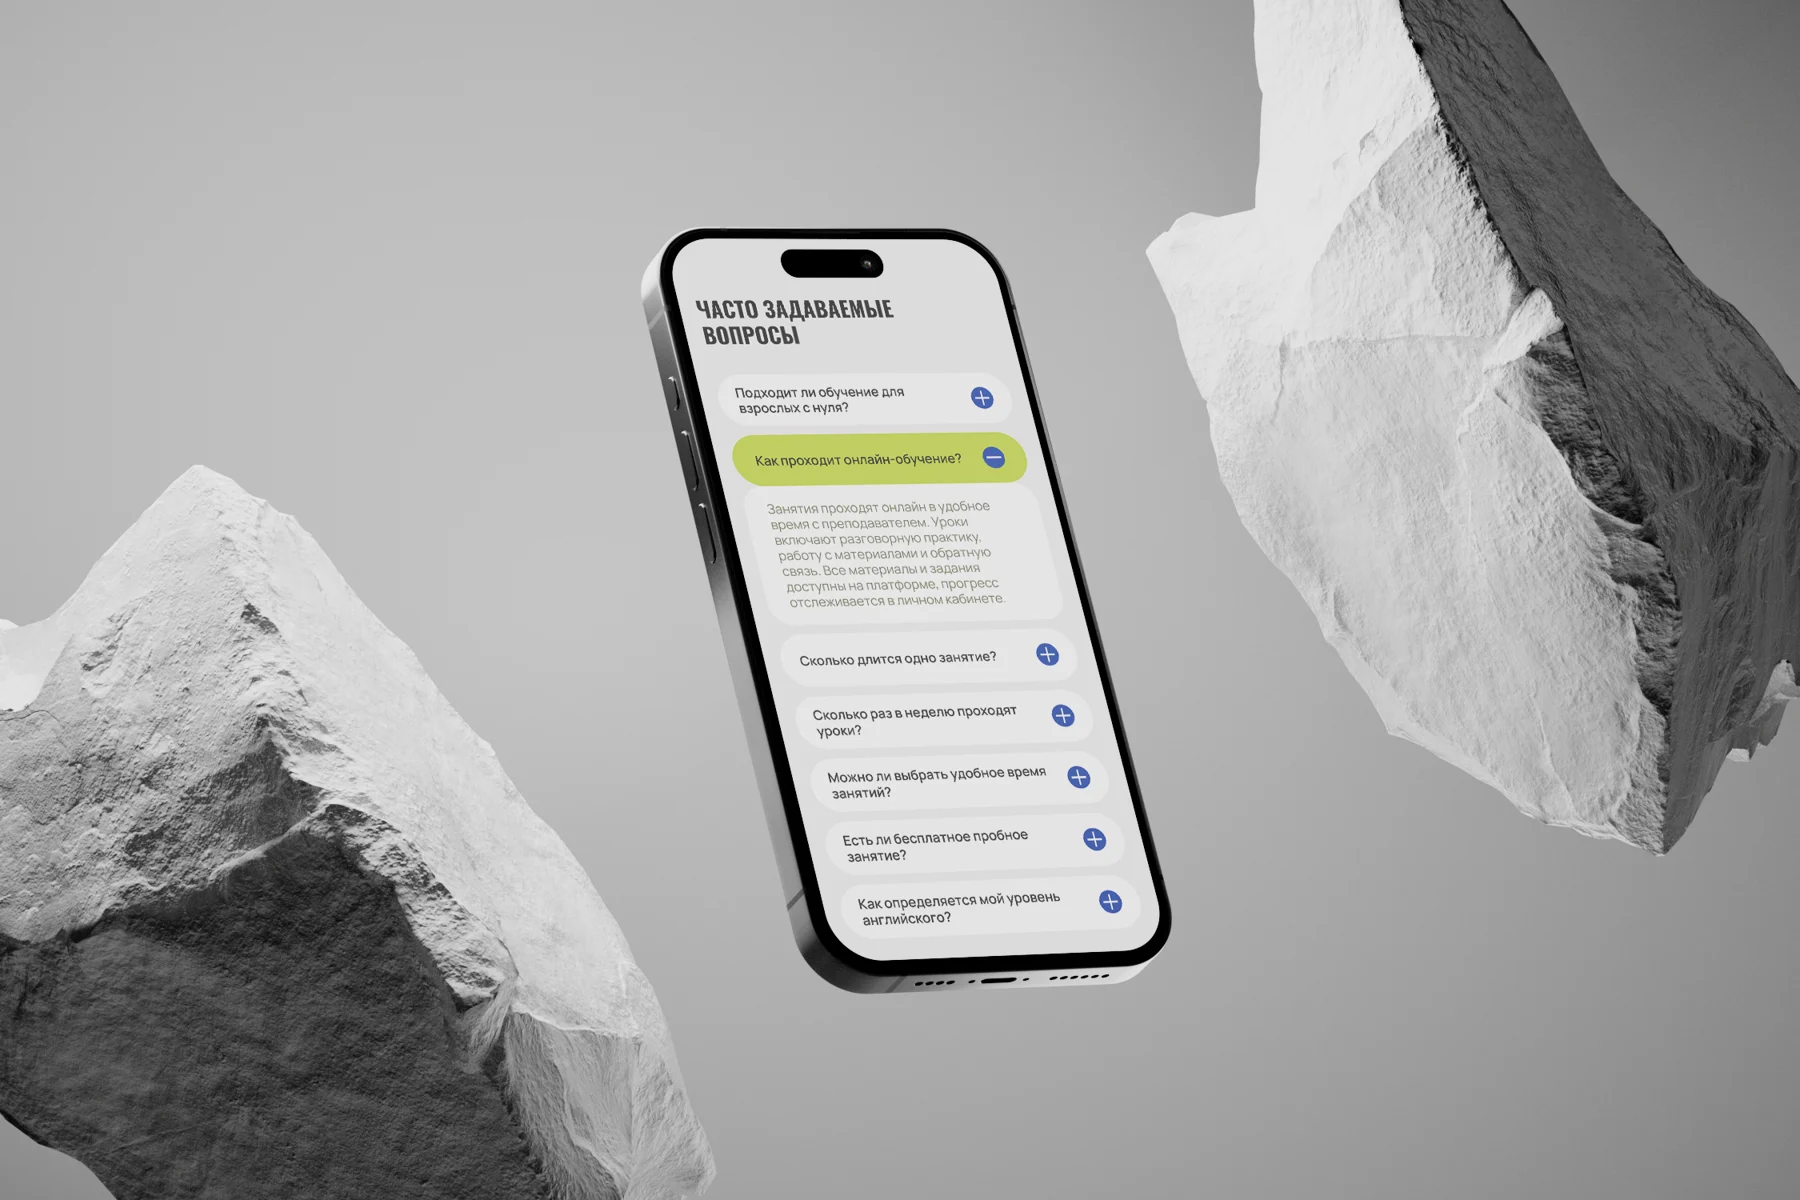 ЧАСТО ЗАДАВАЕМЫЕ
ВОПРОСЫ
Подходит ли обучение для
взрослых с нуля?
Как проходит онлайн-обучение?
Занятия проходят онлайн в удобное
время с преподавателем. Уроки
включают разговорную практику,
работу с материалами и обратную
связь. Все материалы и задания
доступны на платформе, прогресс
отслеживается в личном кабинете.
Сколько длится одно занятие?
Сколько раз в неделю проходят
уроки?
Можно ли выбрать удобное время
занятий?
Есть ли бесплатное пробное
занятие?
Как определяется мой уровень
английского?